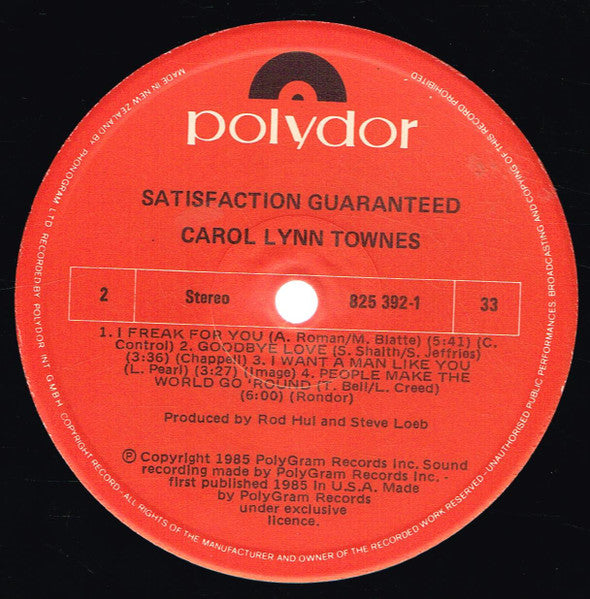 polydor
SATISFACTION GUARANTEED
CAROL LYNN TOWNES
2 Stereo 825 392-1 33
1. I FREAK FOR YOU (A. Roman/M. Blatte) (5:41) (C.
Control) 2. GOODBYE LOVE (S. Shaith/S. Jeffries)
(3:36) (Chappell) 3. I WANT A MAN LIKE YOU
(L. Pearl) (3:27) (Image) 4. PEOPLE MAKE THE
WORLD GO 'ROUND (T. Bell/L. Creed)
(6:00) (Rondor)
Produced by Rod Hui and Steve Loeb
Ⓟ Copyright 1985 PolyGram Records Inc. Sound
recording made by PolyGram Records Inc. -
first published 1985 in U.S.A. Made
by PolyGram Records
under exclusive
licence.
MADE IN NEW ZEALAND BY PHONOGRAM LTD RECORDED BY POLYDOR INT. GMBH. COPYRIGHT RECORD - ALL RIGHTS OF THE MANUFACTURER AND OWNER OF THE RECORDED WORK RESERVED - UNAUTHORISED PUBLIC PERFORMANCES, BROADCASTING AND COPYING OF THIS RECORD PROHIBITED